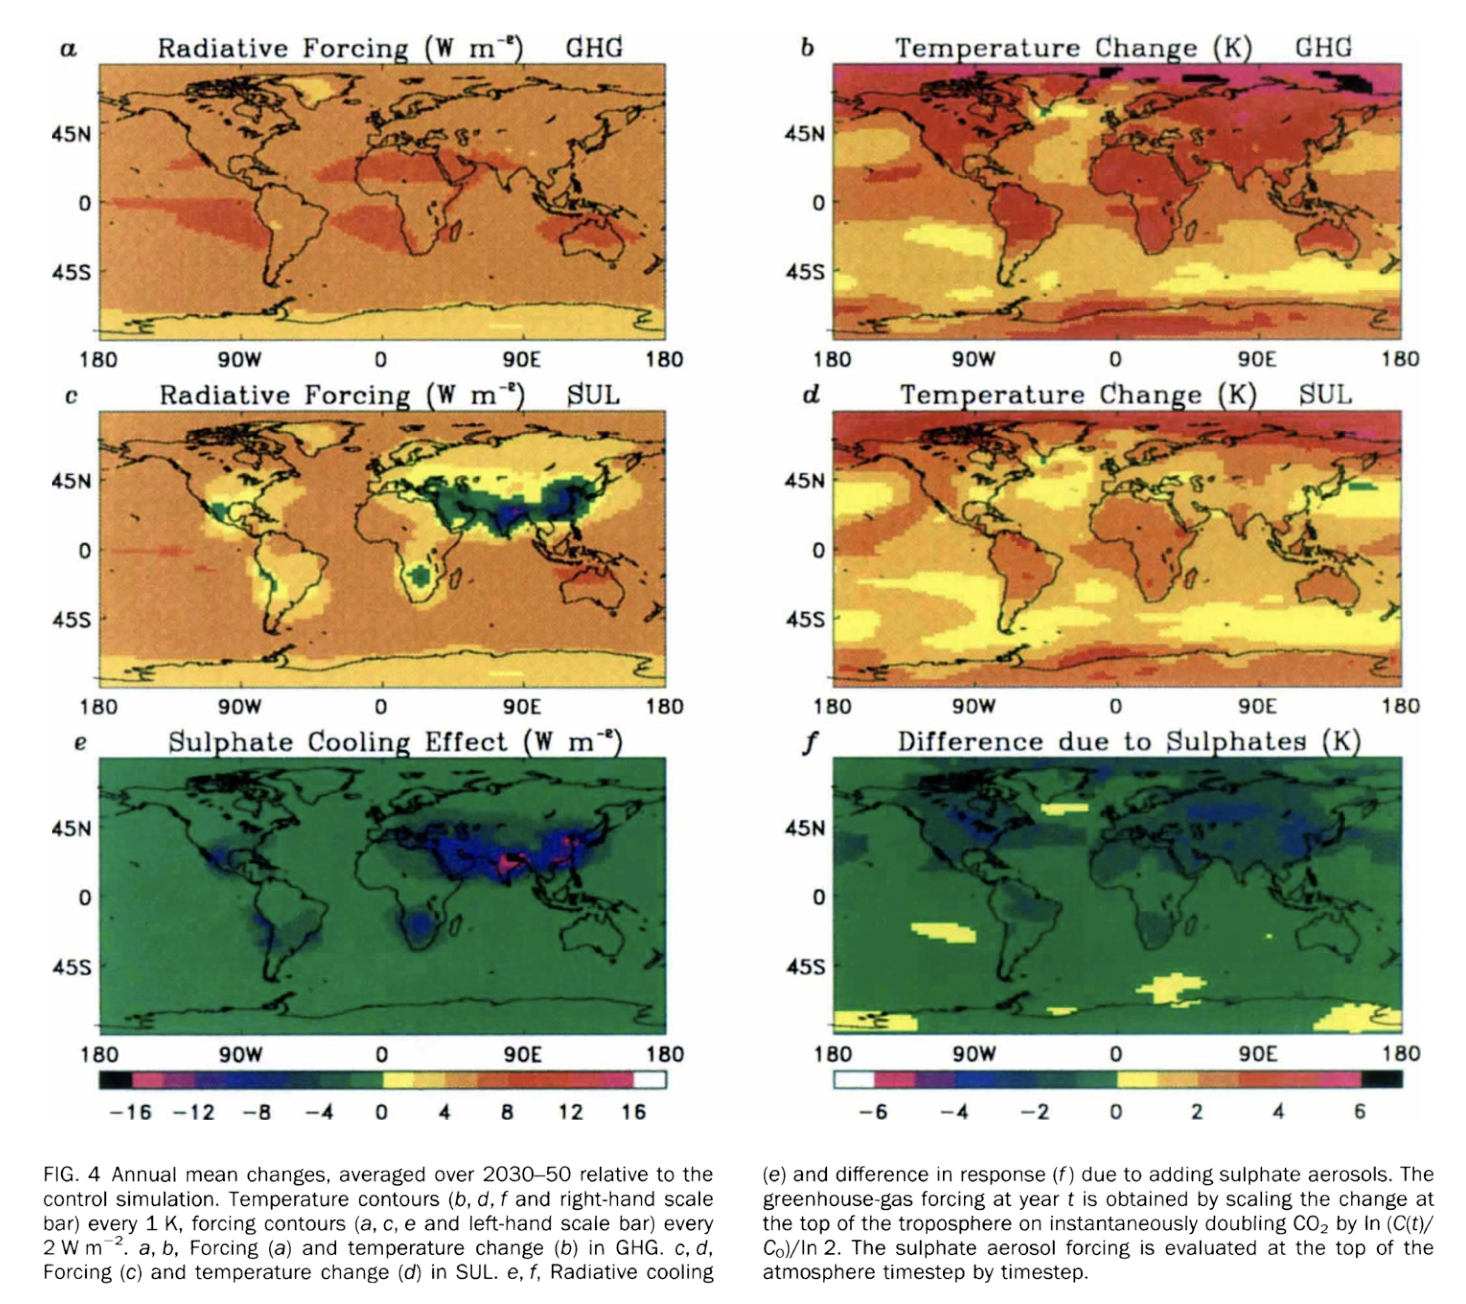 a Radiative Forcing (W m⁻²) GHG
b Temperature Change (K) GHG
45N
0
45S
180 90W 0 90E 180
45N
0
45S
180 90W 0 90E 180
c Radiative Forcing (W m⁻²) SUL
d Temperature Change (K) SUL
45N
0
45S
180 90W 0 90E 180
45N
0
45S
180 90W 0 90E 180
e Sulphate Cooling Effect (W m⁻²)
f Difference due to Sulphates (K)
45N
0
45S
180 90W 0 90E 180
45N
0
45S
180 90W 0 90E 180
−16 −12 −8 −4 0 4 8 12 16
−6 −4 −2 0 2 4 6
FIG. 4 Annual mean changes, averaged over 2030–50 relative to the
control simulation. Temperature contours (b, d, f and right-hand scale
bar) every 1 K, forcing contours (a, c, e and left-hand scale bar) every
2 W m⁻². a, b, Forcing (a) and temperature change (b) in GHG. c, d,
Forcing (c) and temperature change (d) in SUL. e, f, Radiative cooling
(e) and difference in response (f) due to adding sulphate aerosols. The
greenhouse-gas forcing at year t is obtained by scaling the change at
the top of the troposphere on instantaneously doubling CO₂ by ln (C(t)/
C₀)/ln 2. The sulphate aerosol forcing is evaluated at the top of the
atmosphere timestep by timestep.